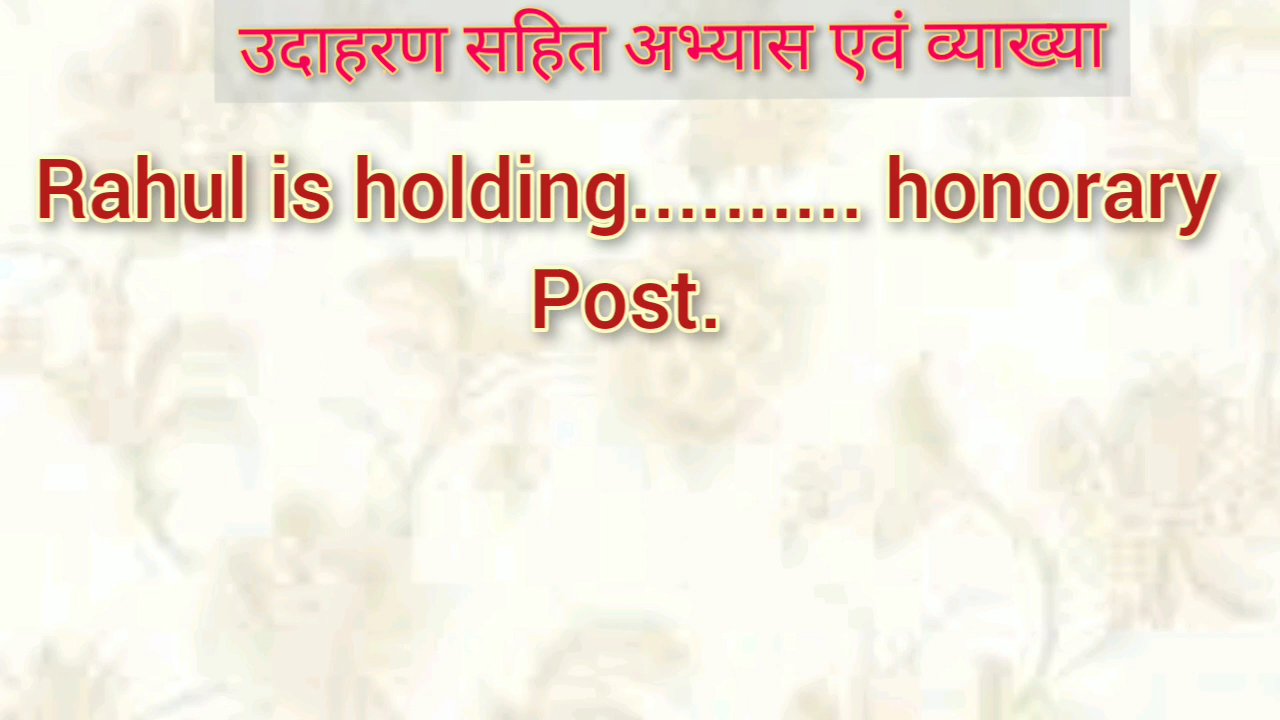 उदाहरण सहित अभ्यास एवं व्याख्या
Rahul is holding.......... honorary
Post.